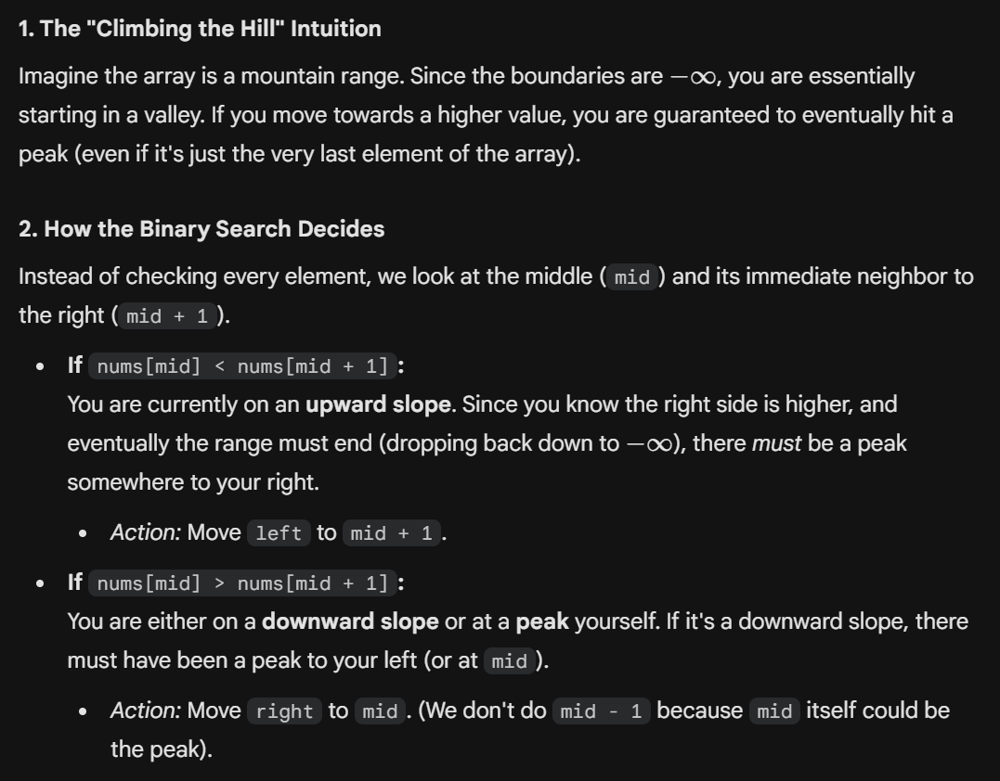 1. The "Climbing the Hill" Intuition
Imagine the array is a mountain range. Since the boundaries are −∞, you are essentially
starting in a valley. If you move towards a higher value, you are guaranteed to eventually hit a
peak (even if it's just the very last element of the array).
2. How the Binary Search Decides
Instead of checking every element, we look at the middle ( mid ) and its immediate neighbor to
the right ( mid + 1 ).
• If nums[mid] < nums[mid + 1] :
You are currently on an upward slope. Since you know the right side is higher, and
eventually the range must end (dropping back down to −∞), there must be a peak
somewhere to your right.
• Action: Move left to mid + 1 .
• If nums[mid] > nums[mid + 1] :
You are either on a downward slope or at a peak yourself. If it's a downward slope, there
must have been a peak to your left (or at mid ).
• Action: Move right to mid . (We don't do mid - 1 because mid itself could be
the peak).